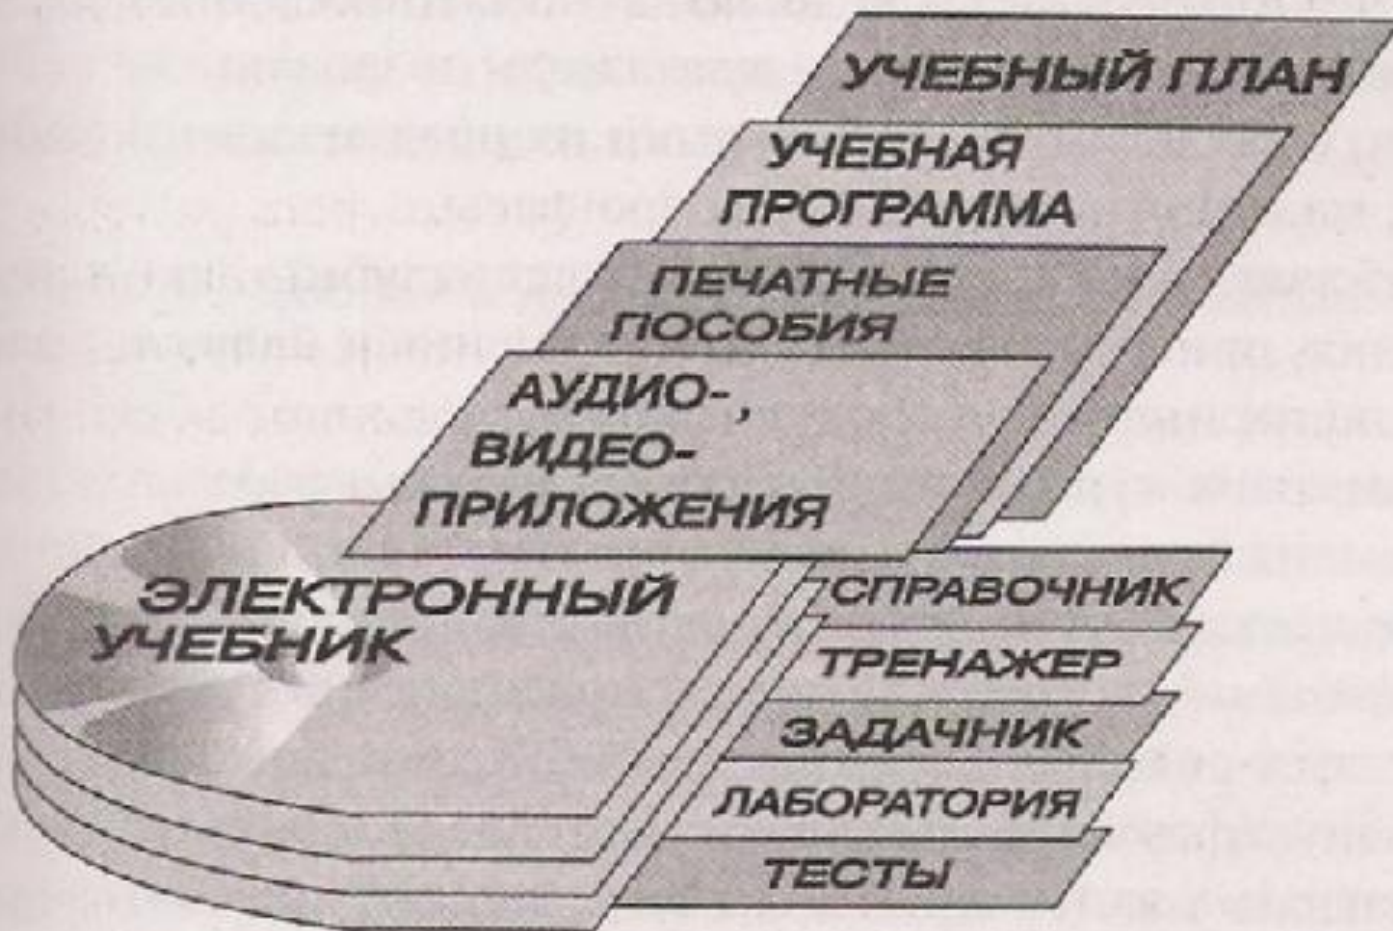 УЧЕБНЫЙ ПЛАН
УЧЕБНАЯ
ПРОГРАММА
ПЕЧАТНЫЕ
ПОСОБИЯ
АУДИО-,
ВИДЕО-
ПРИЛОЖЕНИЯ
ЭЛЕКТРОННЫЙ
УЧЕБНИК
СПРАВОЧНИК
ТРЕНАЖЕР
ЗАДАЧНИК
ЛАБОРАТОРИЯ
ТЕСТЫ